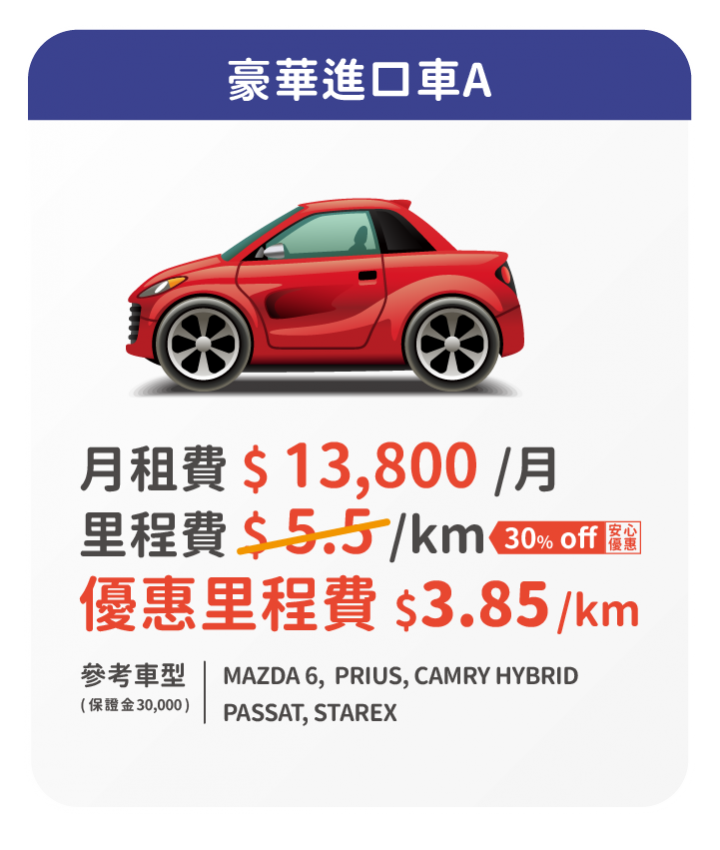 豪華進口車A
月租費 $ 13,800 /月
里程費 $ 5.5 /km 30% off 安心優惠
優惠里程費 $3.85/km
參考車型 MAZDA 6, PRIUS, CAMRY HYBRID
(保證金30,000) PASSAT, STAREX